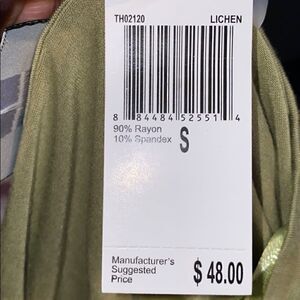 TH02120 LICHEN
8 84484 52551 4
90% Rayon
10% Spandex
S
Manufacturer's
Suggested
Price
$ 48.00